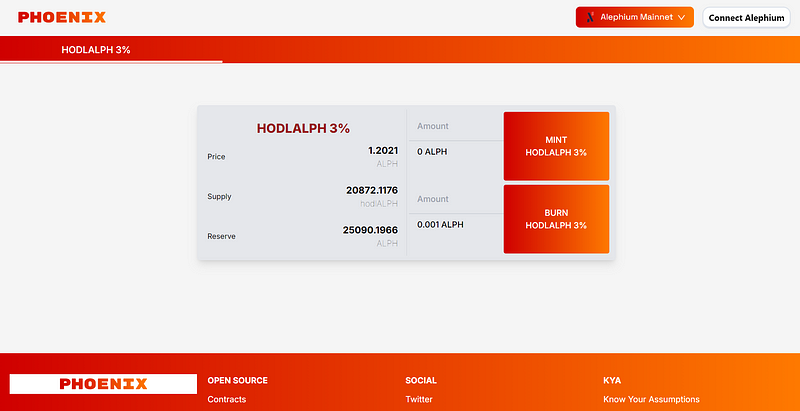 PHOENIX
Alephium Mainnet
Connect Alephium
HODLALPH 3%
HODLALPH 3%
Price
1.2021
ALPH
Supply
20872.1176
hodlALPH
Reserve
25090.1966
ALPH
Amount
0 ALPH
MINT
HODLALPH 3%
Amount
0.001 ALPH
BURN
HODLALPH 3%
PHOENIX
OPEN SOURCE
Contracts
SOCIAL
Twitter
KYA
Know Your Assumptions